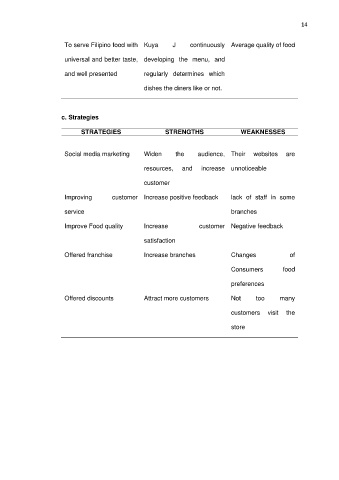 14
To serve Filipino food with Kuya J continuously Average quality of food
universal and better taste, developing the menu, and
and well presented regularly determines which
dishes the diners like or not.
c. Strategies
STRATEGIES STRENGTHS WEAKNESSES
Social media marketing Widen the audience, Their websites are
resources, and increase unnoticeable
customer
Improving customer Increase positive feedback lack of staff in some
service branches
Improve Food quality Increase customer Negative feedback
satisfaction
Offered franchise Increase branches Changes of
Consumers food
preferences
Offered discounts Attract more customers Not too many
customers visit the
store